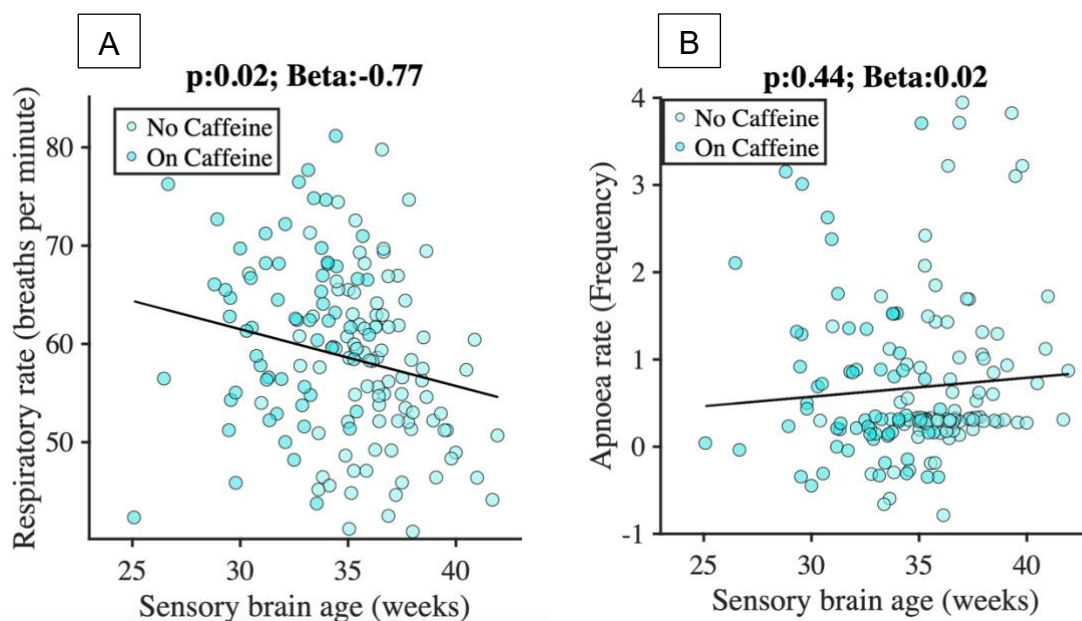 A
p:0.02; Beta:-0.77
Respiratory rate (breaths per minute)
No Caffeine
On Caffeine
80
70
60
50
25 30 35 40
Sensory brain age (weeks)
B
p:0.44; Beta:0.02
Apnoea rate (Frequency)
No Caffeine
On Caffeine
4
3
2
1
0
-1
25 30 35 40
Sensory brain age (weeks)